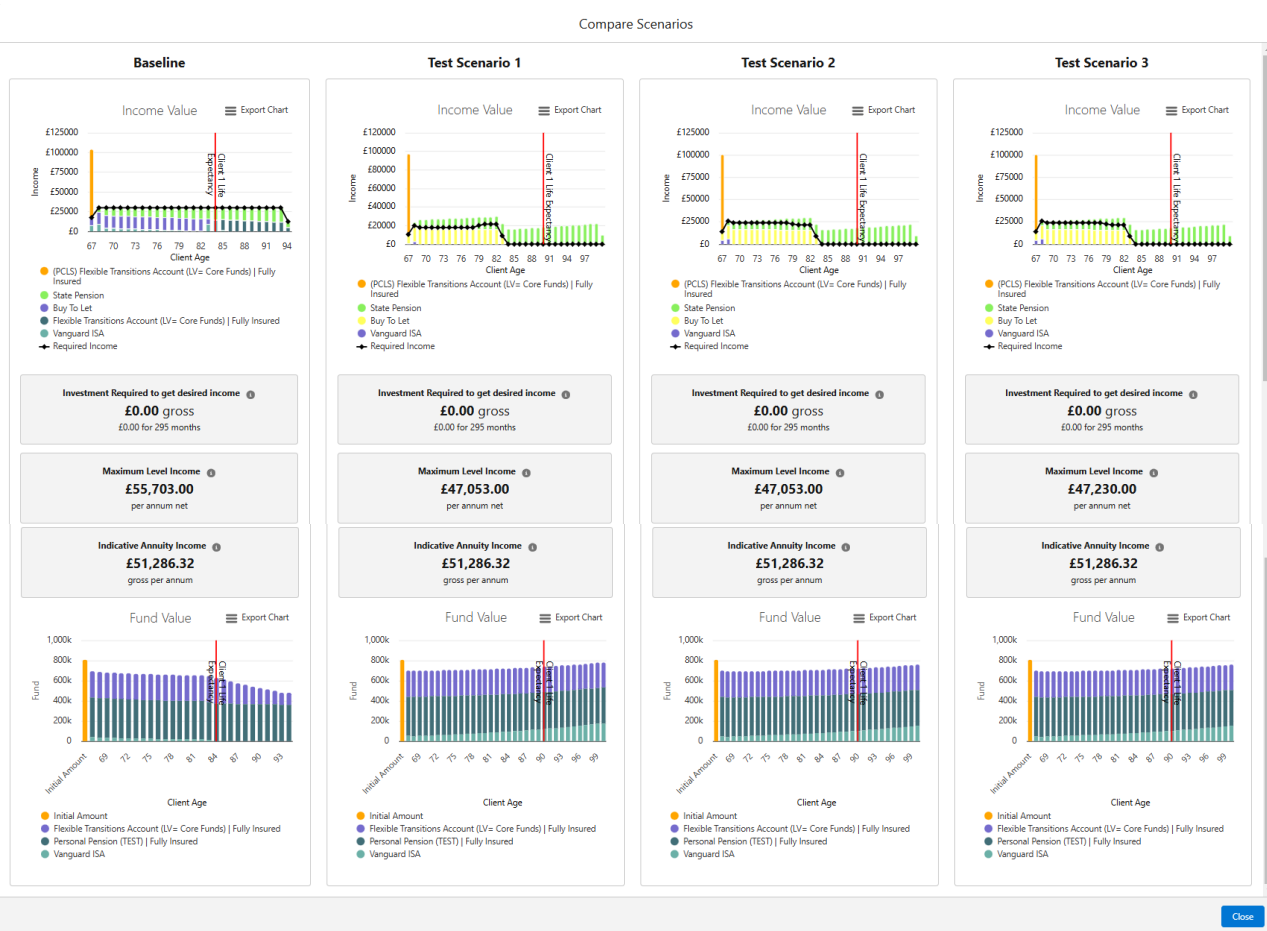 Compare Scenarios
Baseline
Income Value
Export Chart
£125000
£100000
£75000
£50000
£25000
£0
Income
Client 1 Life
Expectancy
67 70 73 76 79 82 85 88 91 94
Client Age
(PCLS) Flexible Transitions Account (LV= Core Funds) | Fully
Insured
State Pension
Buy To Let
Flexible Transitions Account (LV= Core Funds) | Fully Insured
Vanguard ISA
Required Income
Investment Required to get desired income
£0.00 gross
£0.00 for 295 months
Maximum Level Income
£55,703.00
per annum net
Indicative Annuity Income
£51,286.32
gross per annum
Fund Value
Export Chart
1,000k
800k
600k
400k
200k
0
Fund
Client 1 Life
Expectancy
Initial Amount 69 72 75 78 81 84 87 90 93
Client Age
Initial Amount
Flexible Transitions Account (LV= Core Funds) | Fully Insured
Personal Pension (TEST) | Fully Insured
Vanguard ISA
Test Scenario 1
Income Value
Export Chart
£120000
£100000
£80000
£60000
£40000
£20000
£0
Income
Client 1 Life Expectancy
67 70 73 76 79 82 85 88 91 94 97
Client Age
(PCLS) Flexible Transitions Account (LV= Core Funds) | Fully
Insured
State Pension
Buy To Let
Vanguard ISA
Required Income
Investment Required to get desired income
£0.00 gross
£0.00 for 295 months
Maximum Level Income
£47,053.00
per annum net
Indicative Annuity Income
£51,286.32
gross per annum
Fund Value
Export Chart
1,000k
800k
600k
400k
200k
0
Fund
Client 1 Life
Expectancy
Initial Amount 69 72 75 78 81 84 87 90 93 96 99
Client Age
Initial Amount
Flexible Transitions Account (LV= Core Funds) | Fully Insured
Personal Pension (TEST) | Fully Insured
Vanguard ISA
Test Scenario 2
Income Value
Export Chart
£125000
£100000
£75000
£50000
£25000
£0
Income
Client 1 Life Expectancy
67 70 73 76 79 82 85 88 91 94 97
Client Age
(PCLS) Flexible Transitions Account (LV= Core Funds) | Fully
Insured
State Pension
Buy To Let
Vanguard ISA
Required Income
Investment Required to get desired income
£0.00 gross
£0.00 for 295 months
Maximum Level Income
£47,053.00
per annum net
Indicative Annuity Income
£51,286.32
gross per annum
Fund Value
Export Chart
1,000k
800k
600k
400k
200k
0
Fund
Client 1 Life
Expectancy
Initial Amount 69 72 75 78 81 84 87 90 93 96 99
Client Age
Initial Amount
Flexible Transitions Account (LV= Core Funds) | Fully Insured
Personal Pension (TEST) | Fully Insured
Vanguard ISA
Test Scenario 3
Income Value
Export Chart
£125000
£100000
£75000
£50000
£25000
£0
Income
Client 1 Life Expectancy
67 70 73 76 79 82 85 88 91 94 97
Client Age
(PCLS) Flexible Transitions Account (LV= Core Funds) | Fully
Insured
State Pension
Buy To Let
Vanguard ISA
Required Income
Investment Required to get desired income
£0.00 gross
£0.00 for 295 months
Maximum Level Income
£47,230.00
per annum net
Indicative Annuity Income
£51,286.32
gross per annum
Fund Value
Export Chart
1,000k
800k
600k
400k
200k
0
Fund
Client 1 Life
Expectancy
Initial Amount 69 72 75 78 81 84 87 90 93 96 99
Client Age
Initial Amount
Flexible Transitions Account (LV= Core Funds) | Fully Insured
Personal Pension (TEST) | Fully Insured
Vanguard ISA
Close